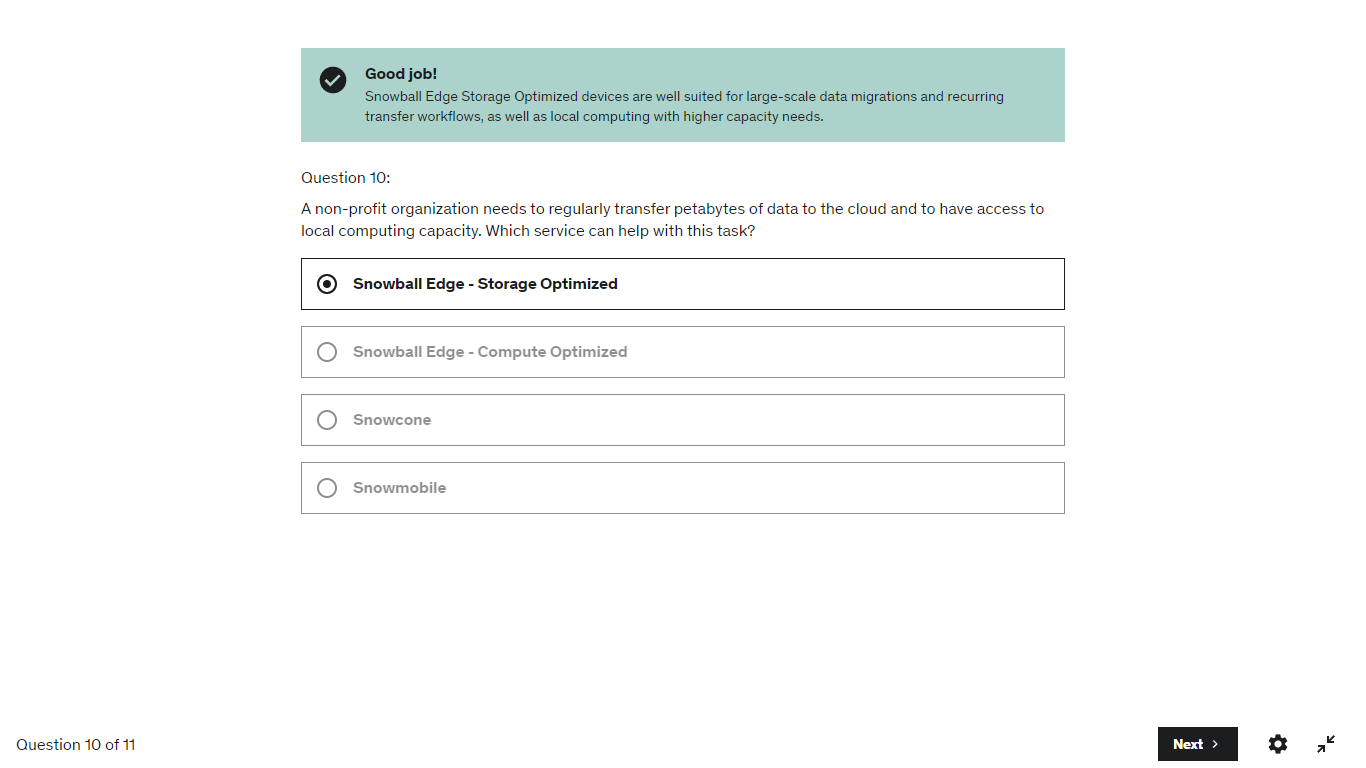 Good job!
Snowball Edge Storage Optimized devices are well suited for large-scale data migrations and recurring
transfer workflows, as well as local computing with higher capacity needs.
Question 10:
A non-profit organization needs to regularly transfer petabytes of data to the cloud and to have access to
local computing capacity. Which service can help with this task?
Snowball Edge - Storage Optimized
Snowball Edge - Compute Optimized
Snowcone
Snowmobile
Question 10 of 11
Next